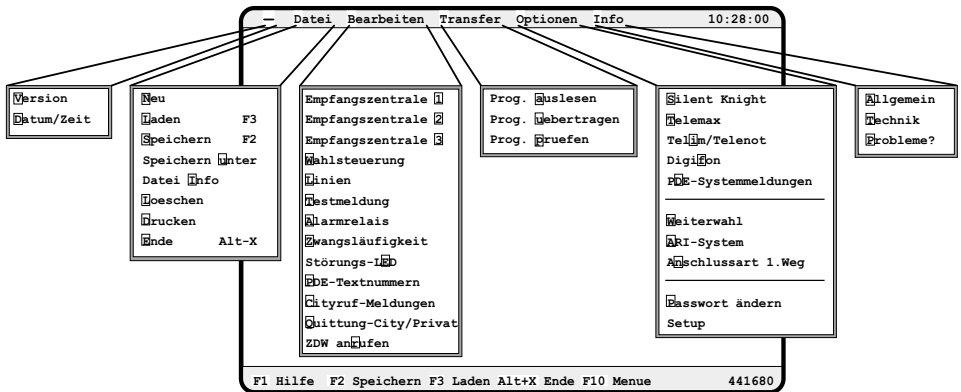 — Datei Bearbeiten Transfer Optionen Info 10:28:00
Version
Datum/Zeit
Neu
Laden F3
Speichern F2
Speichern unter
Datei Info
Loeschen
Drucken
Ende Alt-X
Empfangszentrale 1
Empfangszentrale 2
Empfangszentrale 3
Wahlsteuerung
Linien
Testmeldung
Alarmrelais
Zwangsläufigkeit
Störungs-LED
PDE-Textnummern
Cityruf-Meldungen
Quittung-City/Privat
ZDW anrufen
Prog. auslesen
Prog. uebertragen
Prog. pruefen
Silent Knight
Telemax
Telim/Telenot
Digifon
PDE-Systemmeldungen
Weiterwahl
ARI-System
Anschlussart 1.Weg
Passwort ändern
Setup
Allgemein
Technik
Probleme?
F1 Hilfe F2 Speichern F3 Laden Alt+X Ende F10 Menue 441680